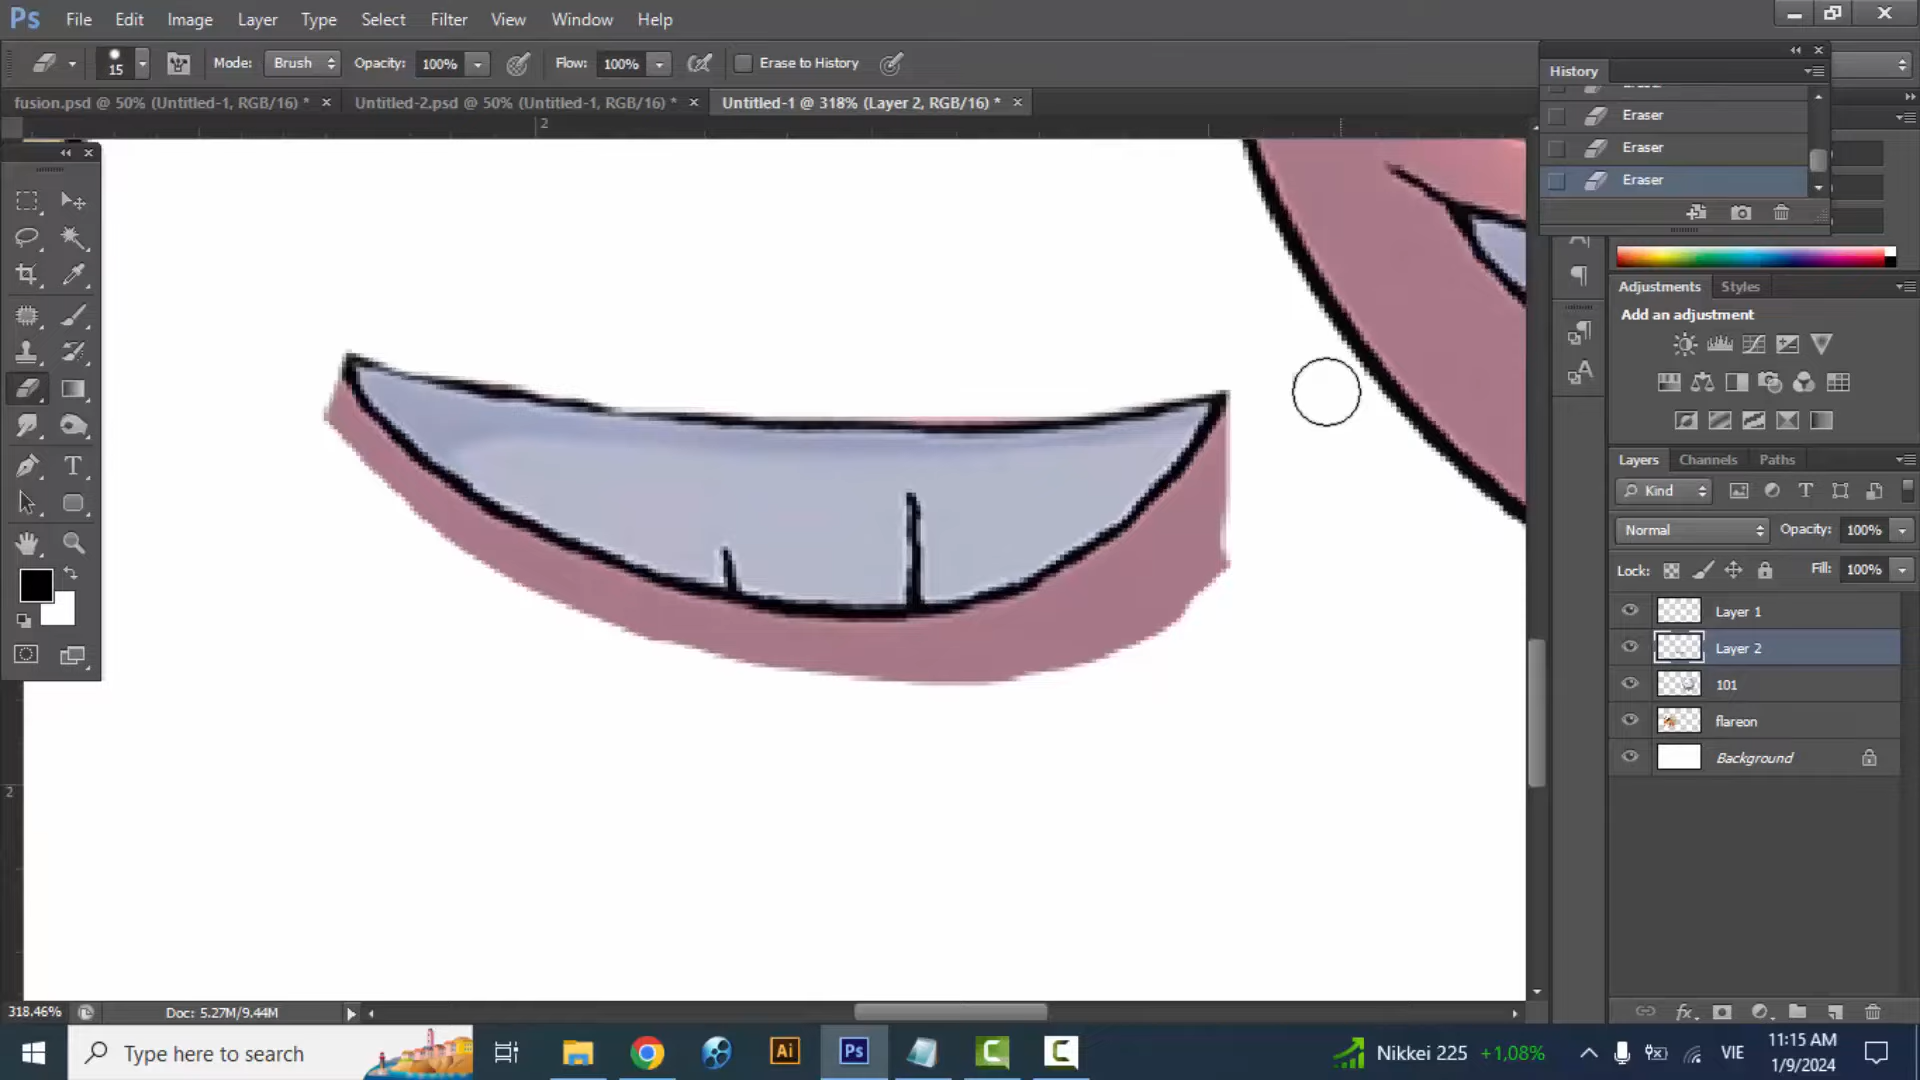 Ps File Edit Image Layer Type Select Filter View Window Help
15 Mode: Brush Opacity: 100% Flow: 100% Erase to History
History
fusion.psd @ 50% (Untitled-1, RGB/16) * × Untitled-2.psd @ 50% (Untitled-1, RGB/16) * × Untitled-1 @ 318% (Layer 2, RGB/16) * ×
Eraser
Eraser
Eraser
2
Adjustments Styles
Add an adjustment
Layers Channels Paths
Kind
Normal Opacity: 100%
Lock: Fill: 100%
Layer 1
Layer 2
101
flareon
Background
2
318.46% Doc: 5.27M/9.44M
Type here to search
Ai Ps
Nikkei 225 +1,08%
VIE
11:15 AM
1/9/2024